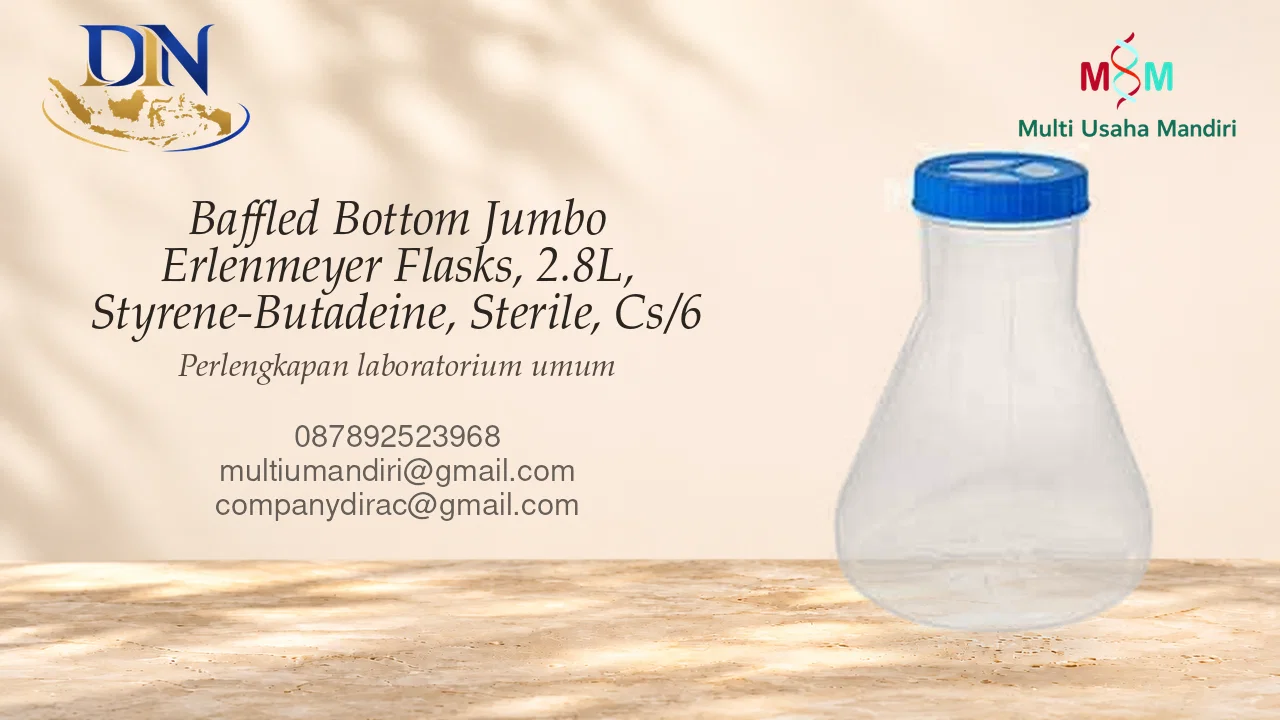 DIN
M M
Multi Usaha Mandiri
Baffled Bottom Jumbo
Erlenmeyer Flasks, 2.8L,
Styrene-Butadeine, Sterile, Cs/6
Perlengkapan laboratorium umum
087892523968
multiumandiri@gmail.com
companydirac@gmail.com